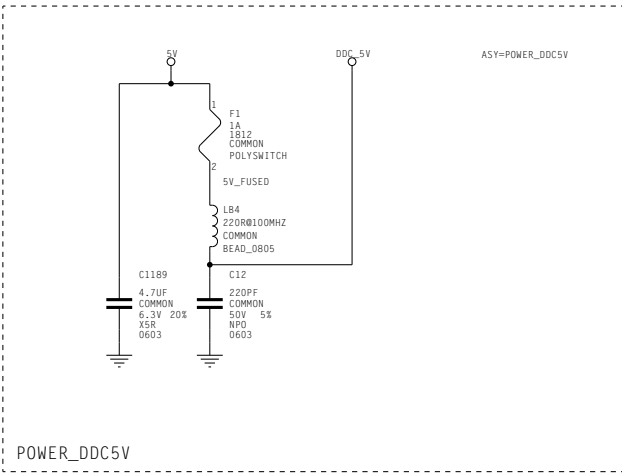 5V
DDC_5V
ASY=POWER_DDC5V
1
F1
1A
1812
COMMON
POLYSWITCH
2
5V_FUSED
LB4
220R@100MHZ
COMMON
BEAD_0805
C1189
4.7UF
COMMON
6.3V 20%
X5R
0603
C12
220PF
COMMON
50V 5%
NPO
0603
POWER_DDC5V